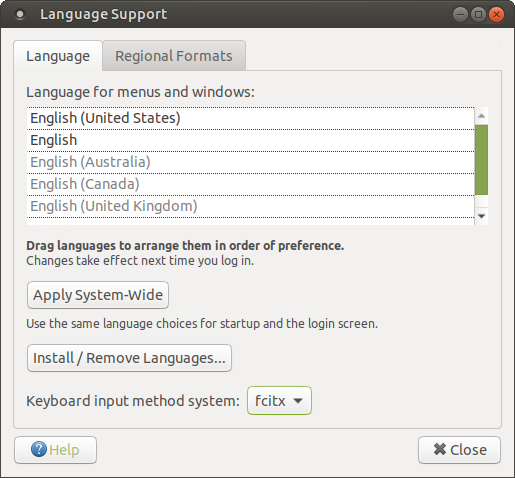 Language Support
Language
Regional Formats
Language for menus and windows:
English (United States)
English
English (Australia)
English (Canada)
English (United Kingdom)
Drag languages to arrange them in order of preference.
Changes take effect next time you log in.
Apply System-Wide
Use the same language choices for startup and the login screen.
Install / Remove Languages...
Keyboard input method system: fcitx
Help
Close